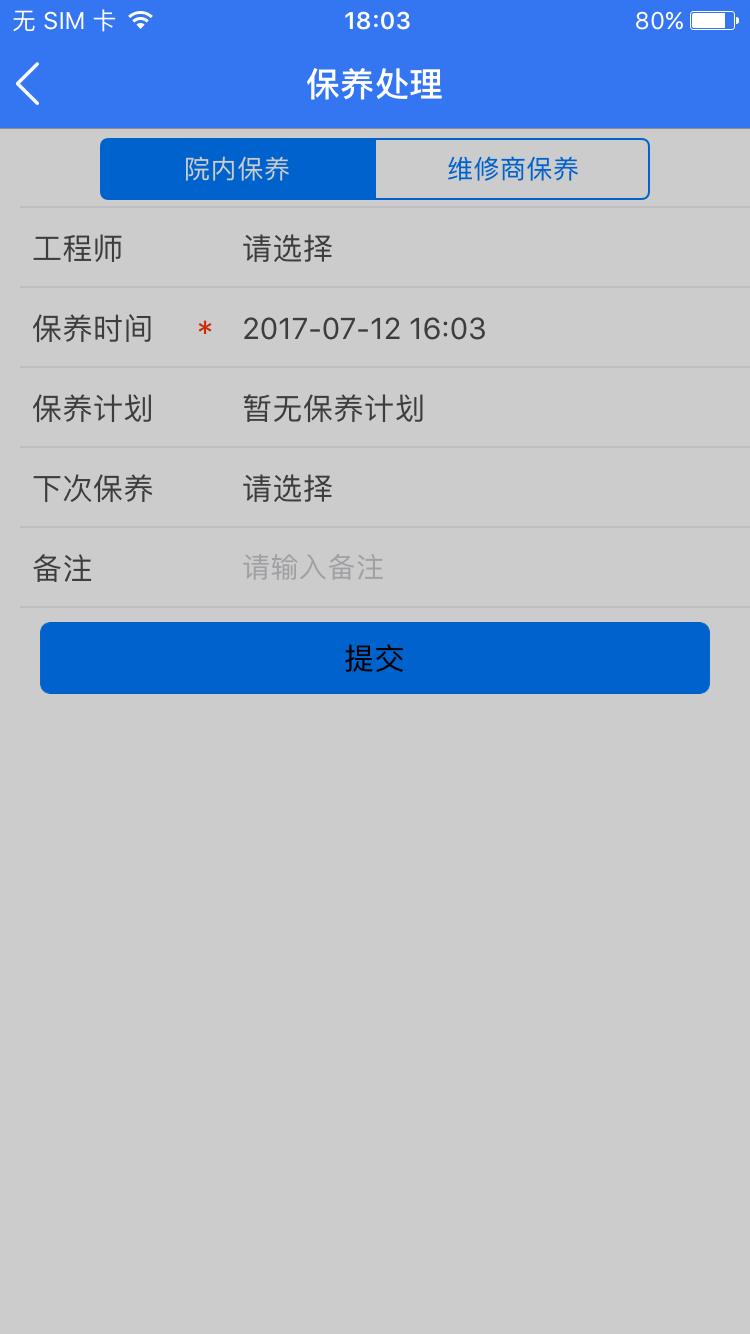 无 SIM 卡 18:03 80%
保养处理
院内保养 维修商保养
工程师 请选择
保养时间 * 2017-07-12 16:03
保养计划 暂无保养计划
下次保养 请选择
备注 请输入备注
提交